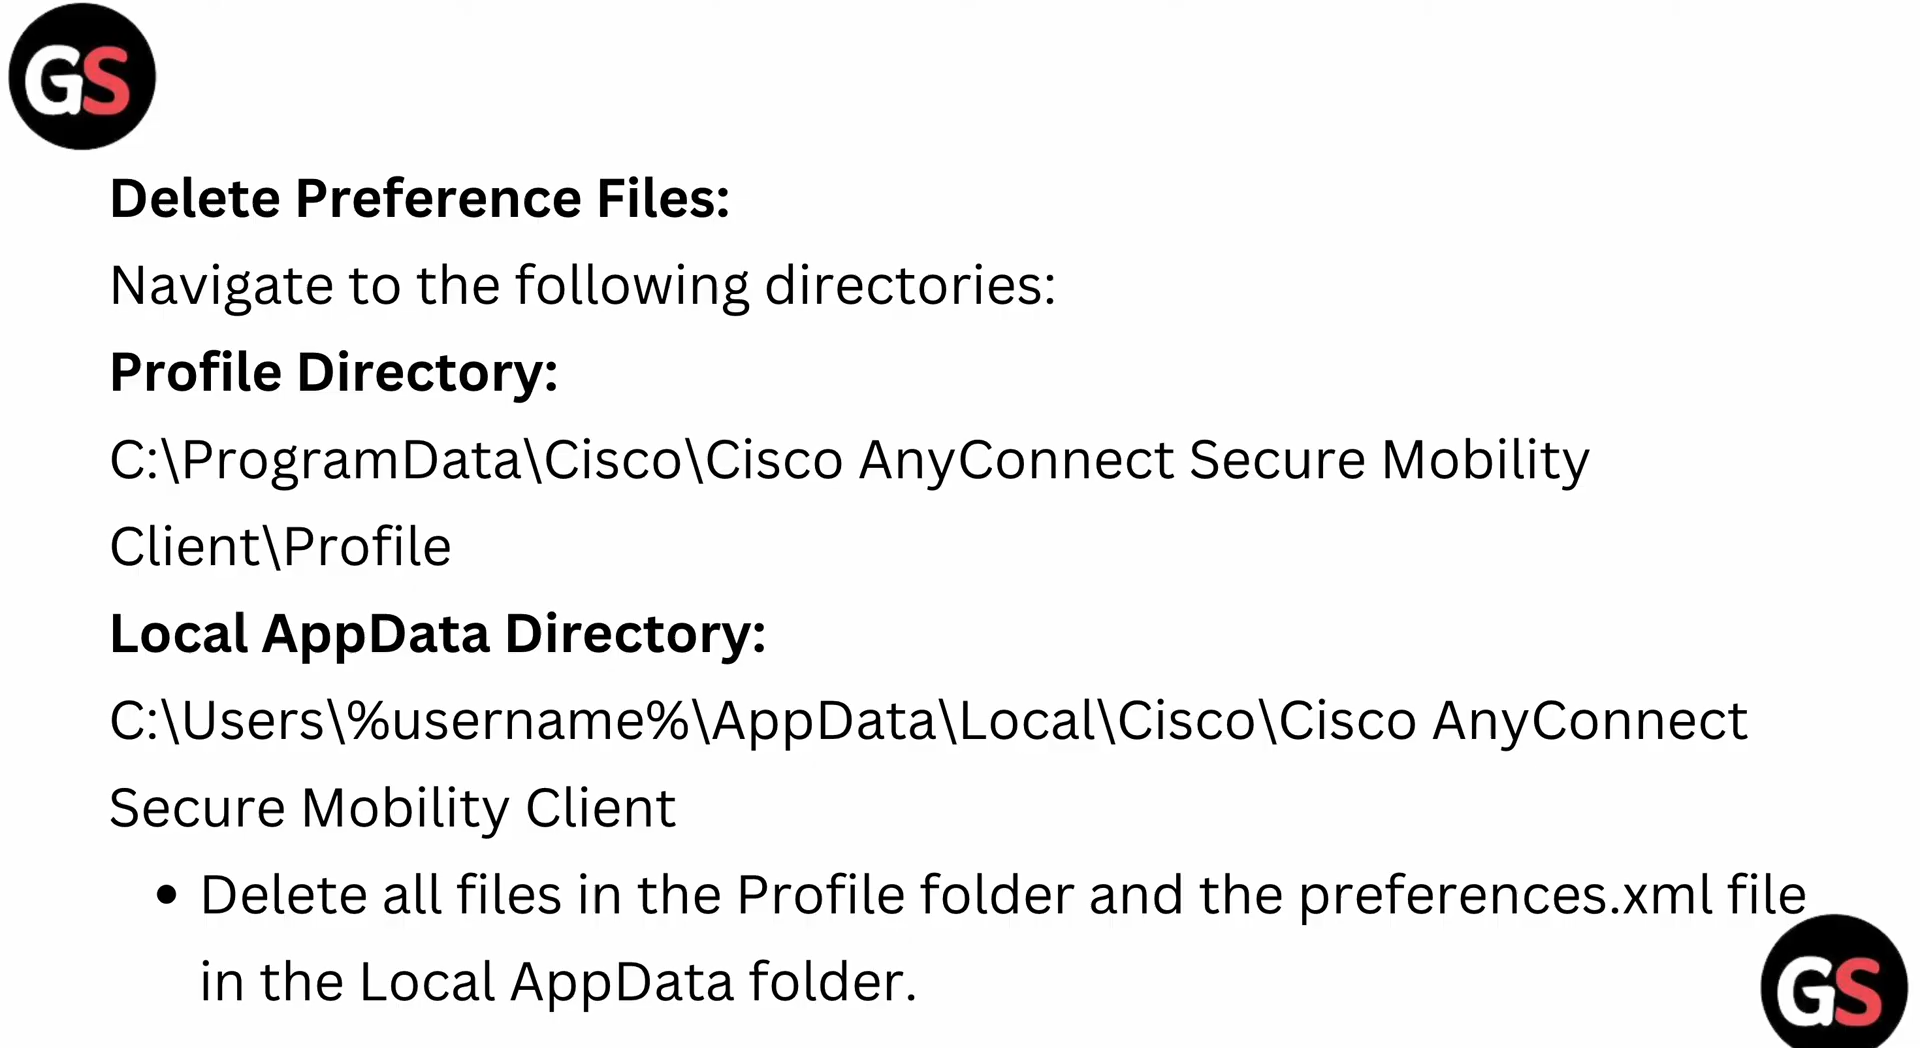 GS
Delete Preference Files:
Navigate to the following directories:
Profile Directory:
C:\ProgramData\Cisco\Cisco AnyConnect Secure Mobility
Client\Profile
Local AppData Directory:
C:\Users\%username%\AppData\Local\Cisco\Cisco AnyConnect
Secure Mobility Client
• Delete all files in the Profile folder and the preferences.xml file
in the Local AppData folder.
GS